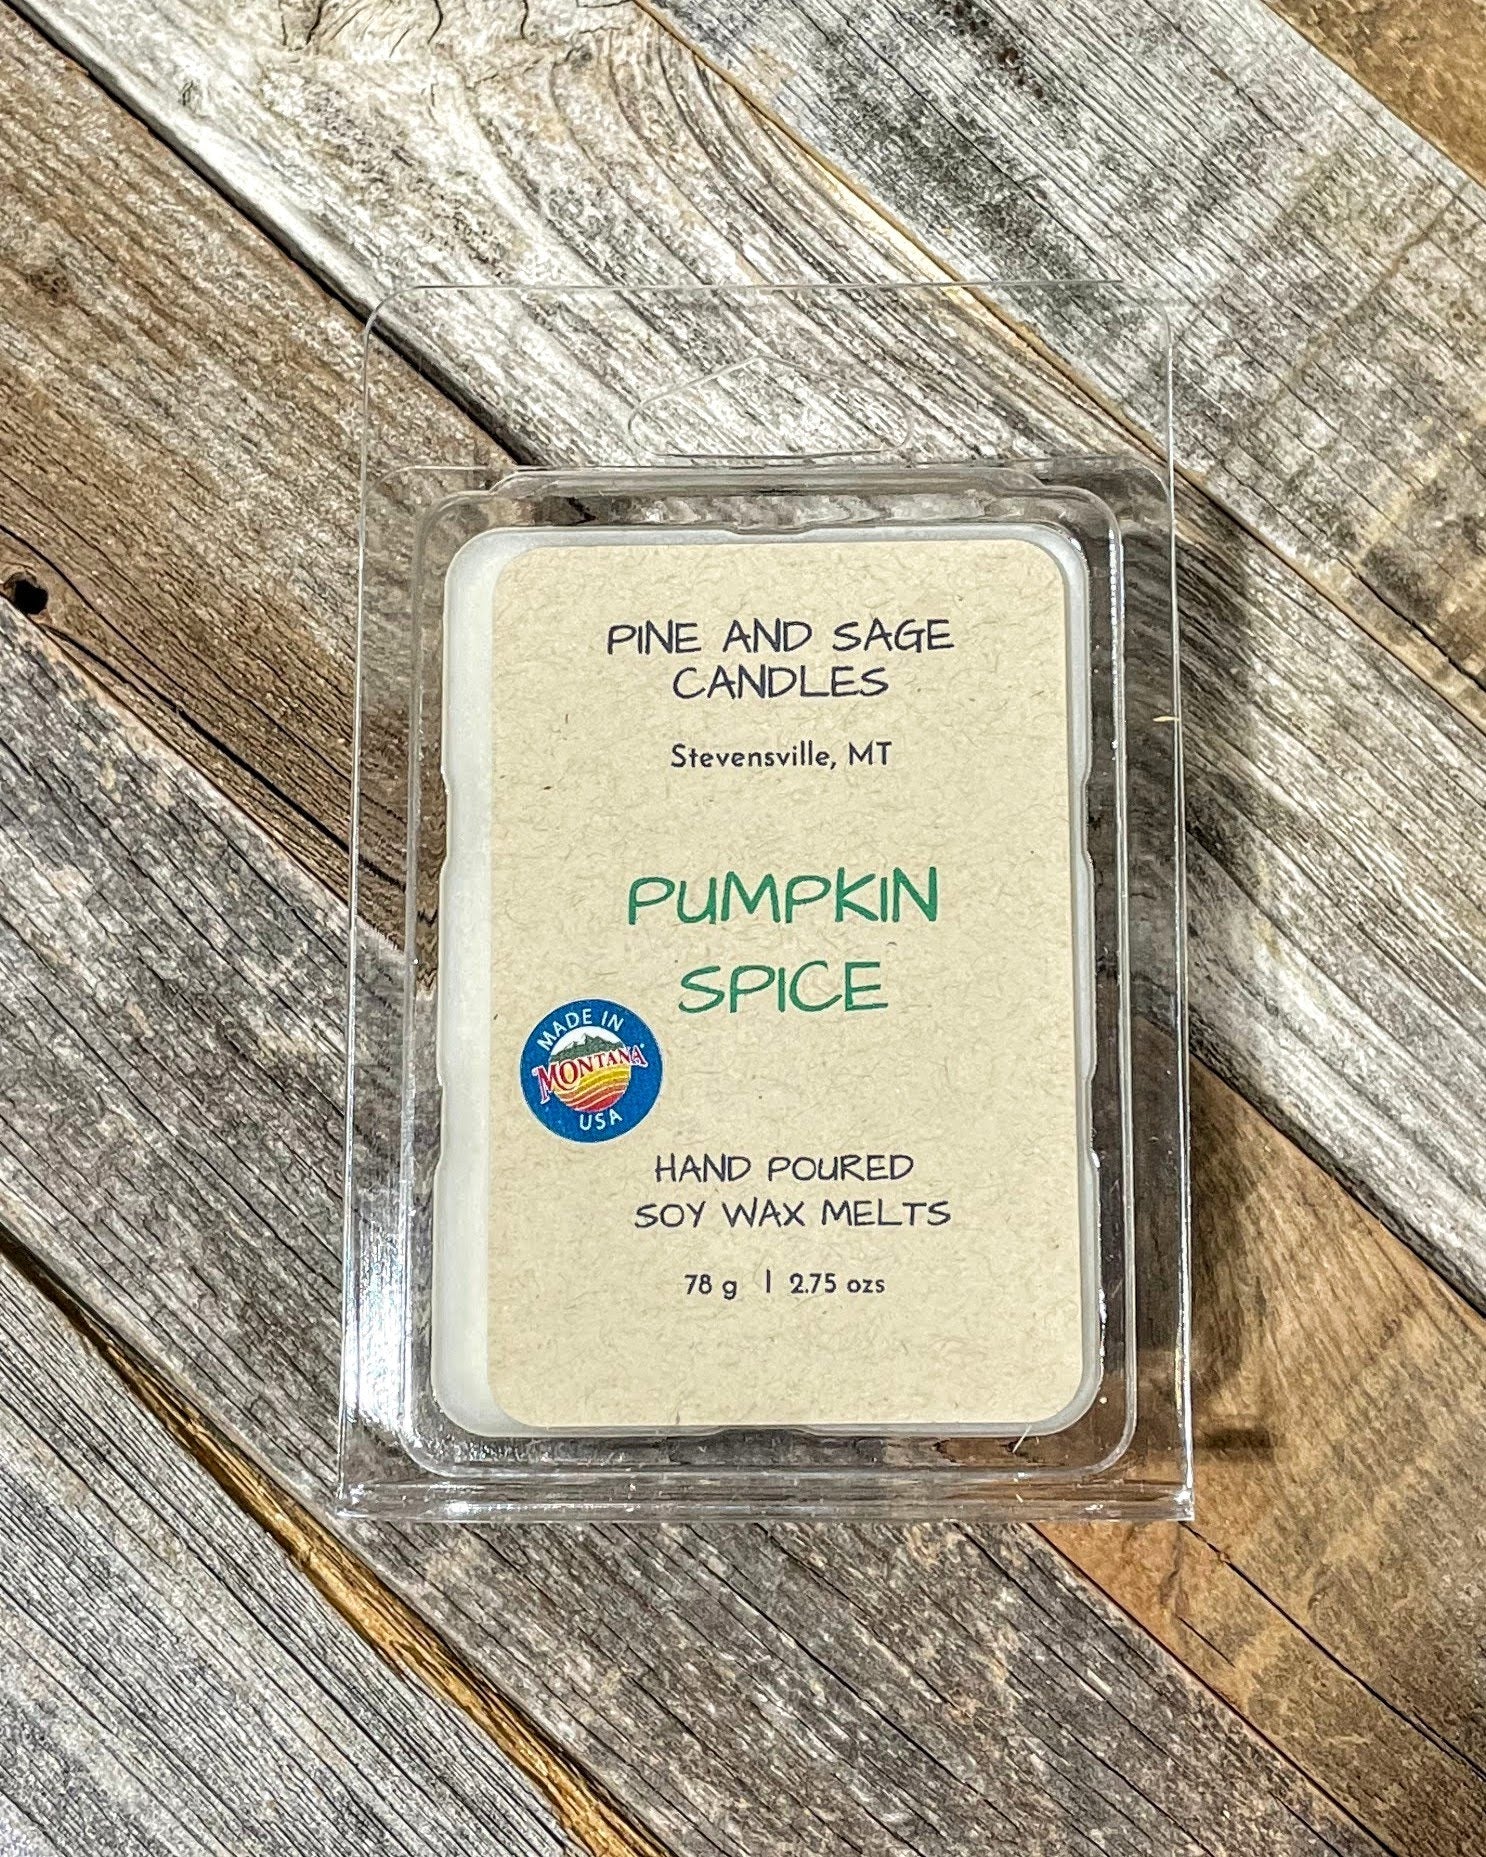 PINE AND SAGE
CANDLES
Stevensville, MT
PUMPKIN
SPICE
MADE IN
MONTANA
USA
HAND POURED
SOY WAX MELTS
78 g | 2.75 ozs